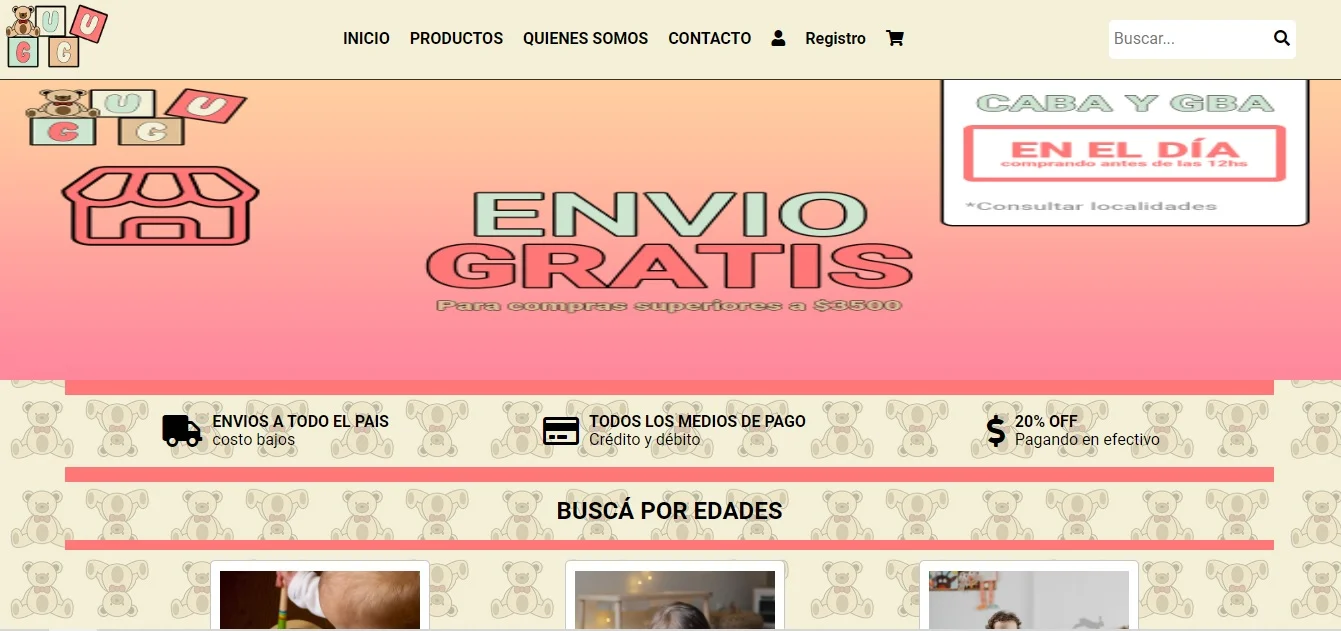 U
U
G
G
INICIO PRODUCTOS QUIENES SOMOS CONTACTO Registro
Buscar...
U
U
G
G
CABA Y GBA
EN EL DÍA
comprando antes de las 12hs
*Consultar localidades
ENVIO
GRATIS
Para compras superiores a $3500
ENVIOS A TODO EL PAIS
costo bajos
TODOS LOS MEDIOS DE PAGO
Crédito y débito
20% OFF
Pagando en efectivo
BUSCÁ POR EDADES